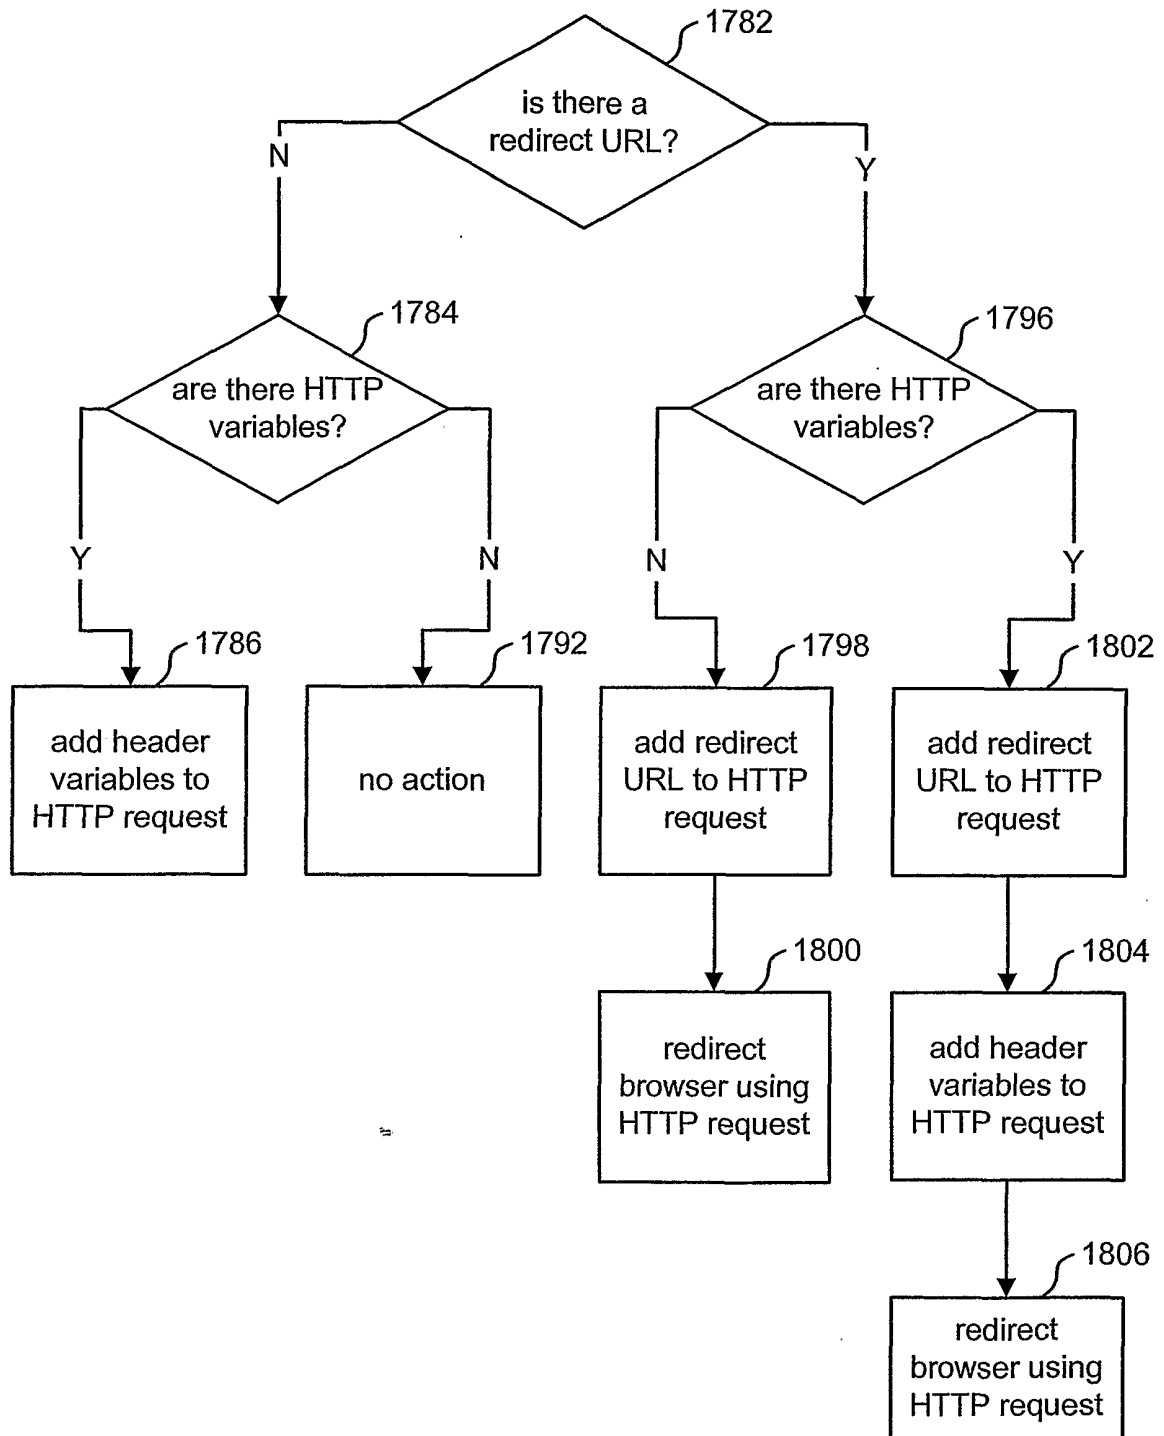 1782
is there a
redirect URL?
N
Y
1784
1796
are there HTTP
variables?
are there HTTP
variables?
Y
N
N
Y
1786
1792
1798
1802
add header
variables to
HTTP request
no action
add redirect
URL to HTTP
request
add redirect
URL to HTTP
request
1800
1804
redirect
browser using
HTTP request
add header
variables to
HTTP request
1806
redirect
browser using
HTTP request